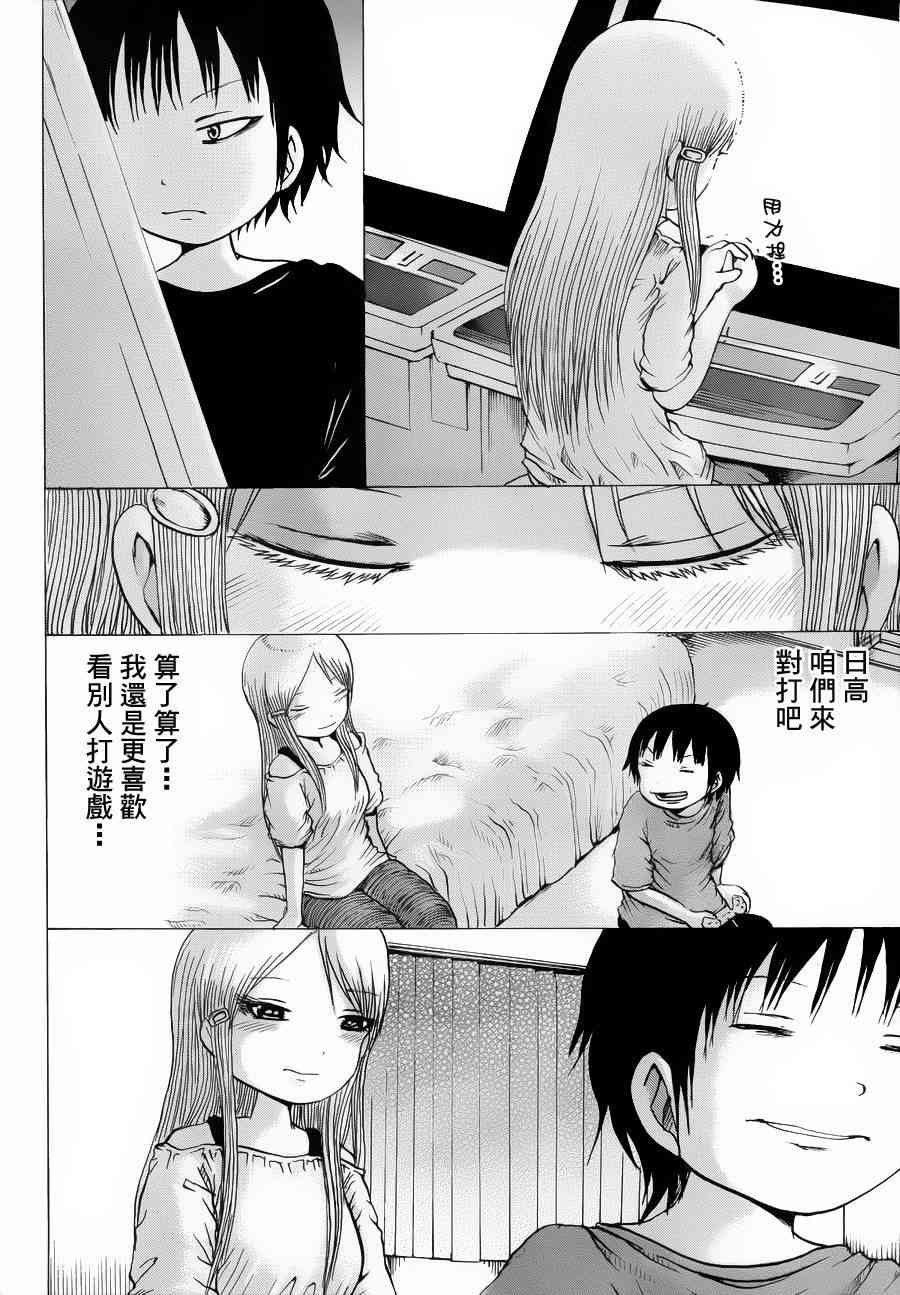 用力捏…
日高
咱們來
對打吧
算了算了…
我還是更喜歡
看別人打遊戲…